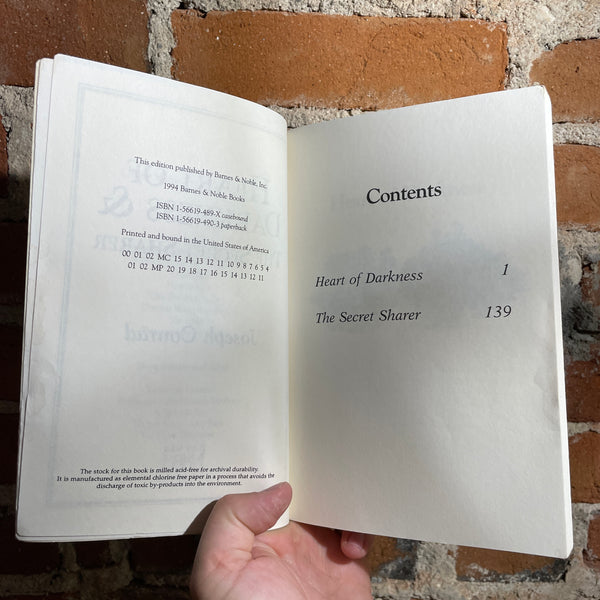 This edition published by Barnes & Noble, Inc.
1994 Barnes & Noble Books
ISBN 1-56619-489-X casebound
ISBN 1-56619-490-3 paperback
Printed and bound in the United States of America
00 01 02 MC 15 14 13 12 11 10 9 8 7 6 5 4
01 02 MP 20 19 18 17 16 15 14 13 12 11
Joseph Conrad
The stock for this book is milled acid-free for archival durability.
It is manufactured as elemental chlorine free paper in a process that avoids the
discharge of toxic by-products into the environment.
Contents
Heart of Darkness 1
The Secret Sharer 139